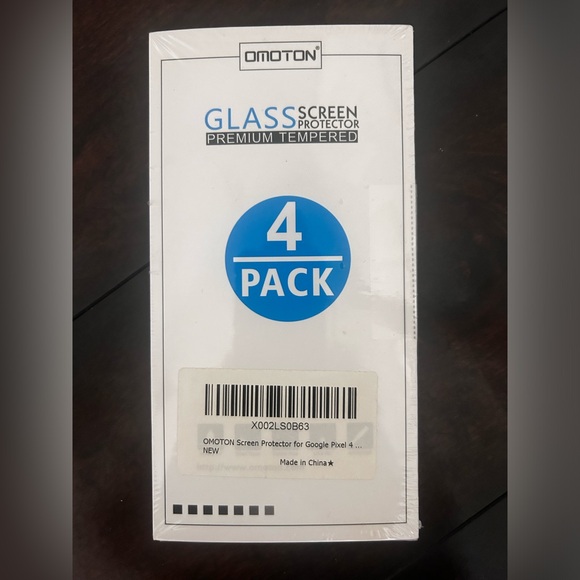 OMOTON®
GLASS SCREEN PROTECTOR
PREMIUM TEMPERED
4
PACK
X002LS0B63
OMOTON Screen Protector for Google Pixel 4 ...
NEW
Made in China★